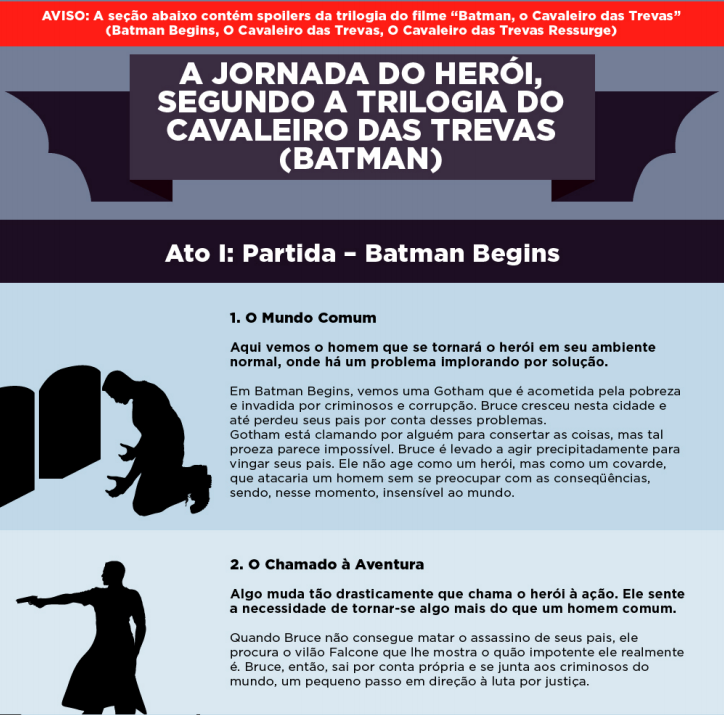 AVISO: A seção abaixo contém spoilers da trilogia do filme “Batman, o Cavaleiro das Trevas”
(Batman Begins, O Cavaleiro das Trevas, O Cavaleiro das Trevas Ressurge)
A JORNADA DO HERÓI,
SEGUNDO A TRILOGIA DO
CAVALEIRO DAS TREVAS
(BATMAN)
Ato I: Partida – Batman Begins
1. O Mundo Comum
Aqui vemos o homem que se tornará o herói em seu ambiente
normal, onde há um problema implorando por solução.
Em Batman Begins, vemos uma Gotham que é acometida pela pobreza
e invadida por criminosos e corrupção. Bruce cresceu nesta cidade e
até perdeu seus pais por conta desses problemas.
Gotham está clamando por alguém para consertar as coisas, mas tal
proeza parece impossível. Bruce é levado a agir precipitadamente para
vingar seus pais. Ele não age como um herói, mas como um covarde,
que atacaria um homem sem se preocupar com as conseqüências,
sendo, nesse momento, insensível ao mundo.
2. O Chamado à Aventura
Algo muda tão drasticamente que chama o herói à ação. Ele sente
a necessidade de tornar-se algo mais do que um homem comum.
Quando Bruce não consegue matar o assassino de seus pais, ele
procura o vilão Falcone que lhe mostra o quão impotente ele realmente
é. Bruce, então, sai por conta própria e se junta aos criminosos do
mundo, um pequeno passo em direção à luta por justiça.